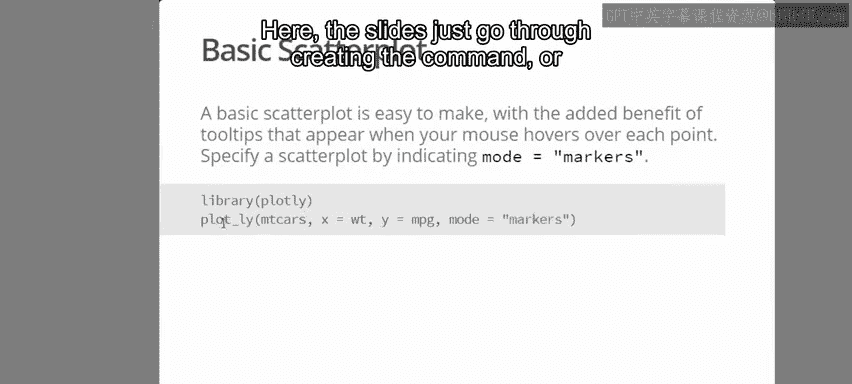 GPT中英字幕课程资源@bilibili.com
Here, the slides just go through
creating the command, or
Basic Scatterplot
A basic scatterplot is easy to make, with the added benefit of
tooltips that appear when your mouse hovers over each point.
Specify a scatterplot by indicating mode = "markers".
library(plotly)
plot_ly(mtcars, x = wt, y = mpg, mode = "markers")